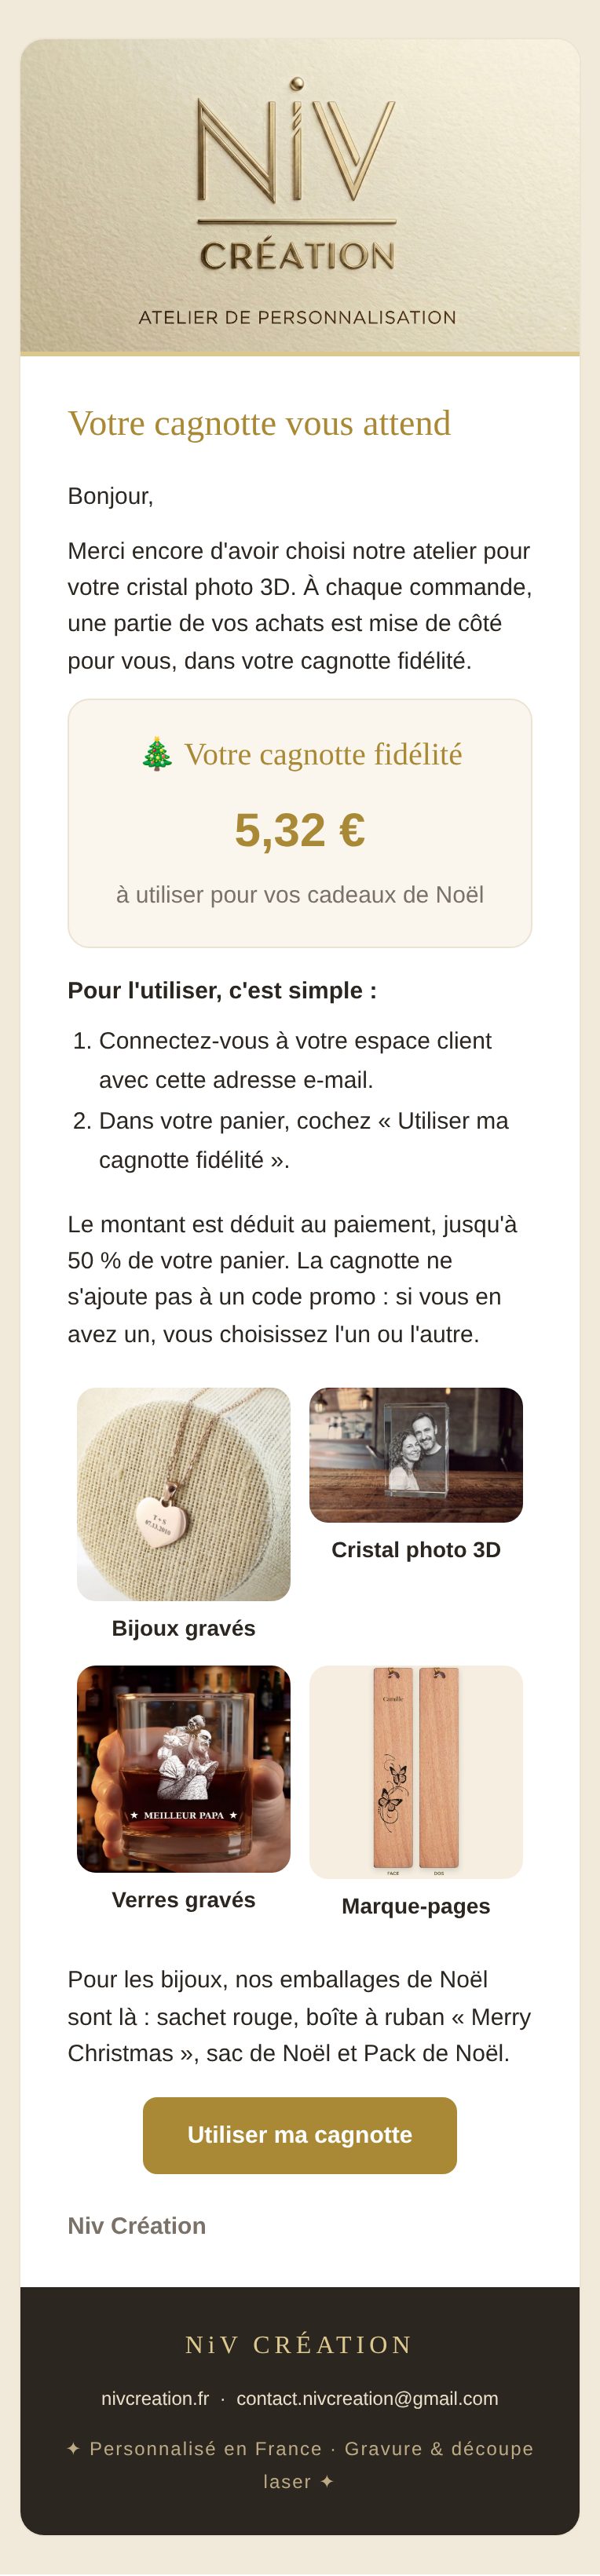 NiV
CRÉATION
ATELIER DE PERSONNALISATION
Votre cagnotte vous attend
Bonjour,
Merci encore d'avoir choisi notre atelier pour
votre cristal photo 3D. À chaque commande,
une partie de vos achats est mise de côté
pour vous, dans votre cagnotte fidélité.
🎄 Votre cagnotte fidélité
5,32 €
à utiliser pour vos cadeaux de Noël
Pour l'utiliser, c'est simple :
1. Connectez-vous à votre espace client
avec cette adresse e-mail.
2. Dans votre panier, cochez « Utiliser ma
cagnotte fidélité ».
Le montant est déduit au paiement, jusqu'à
50 % de votre panier. La cagnotte ne
s'ajoute pas à un code promo : si vous en
avez un, vous choisissez l'un ou l'autre.
Bijoux gravés
Cristal photo 3D
★ MEILLEUR PAPA ★
Verres gravés
Camille
FACE
DOS
Marque-pages
Pour les bijoux, nos emballages de Noël
sont là : sachet rouge, boîte à ruban « Merry
Christmas », sac de Noël et Pack de Noël.
Utiliser ma cagnotte
Niv Création
NiV CRÉATION
nivcreation.fr · contact.nivcreation@gmail.com
✦ Personnalisé en France · Gravure & découpe
laser ✦